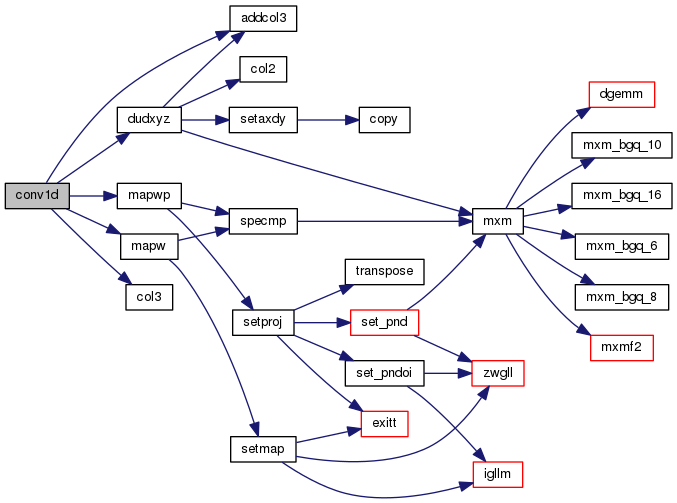 addcol3
col2
dgemm
dudxyz
setaxdy
copy
mxm_bgq_10
conv1d
mapwp
mxm_bgq_16
specmp
mxm
mapw
mxm_bgq_6
transpose
col3
mxm_bgq_8
setproj
set_pnd
mxmf2
set_pndoi
zwgll
exitt
setmap
igllm